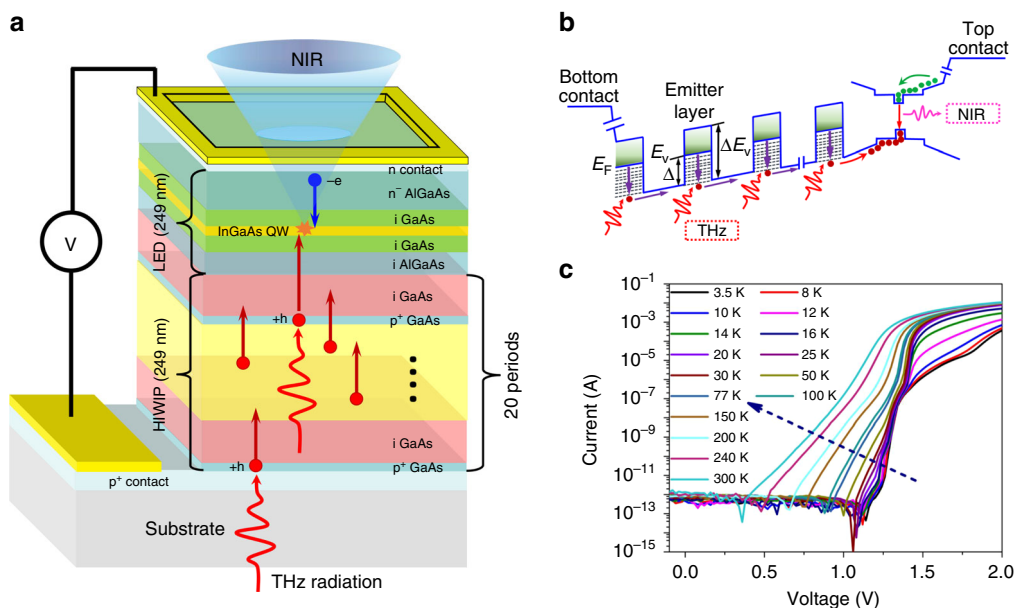 a
NIR
n contact
–e
n⁻ AlGaAs
i GaAs
InGaAs QW
i GaAs
i AlGaAs
LED (249 nm)
V
i GaAs
+h
p⁺ GaAs
HIWIP (249 nm)
20 periods
i GaAs
+h
p⁺ GaAs
p⁺ contact
Substrate
THz radiation
b
Top
contact
Bottom
contact
Emitter
layer
NIR
E_F
E_v
ΔE_v
Δ
THz
c
10⁻¹
10⁻³
10⁻⁵
10⁻⁷
10⁻⁹
10⁻¹¹
10⁻¹³
10⁻¹⁵
Current (A)
3.5 K 8 K
10 K 12 K
14 K 16 K
20 K 25 K
30 K 50 K
77 K 100 K
150 K
200 K
240 K
300 K
0.0 0.5 1.0 1.5 2.0
Voltage (V)